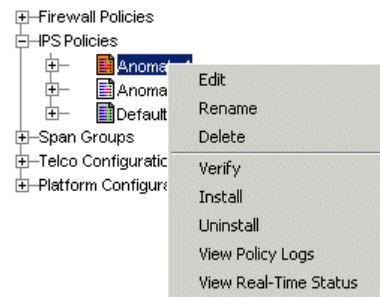 Firewall Policies
IPS Policies
Anoma
Anoma
Default
Span Groups
Telco Configuratio
Platform Configura
Edit
Rename
Delete
Verify
Install
Uninstall
View Policy Logs
View Real-Time Status